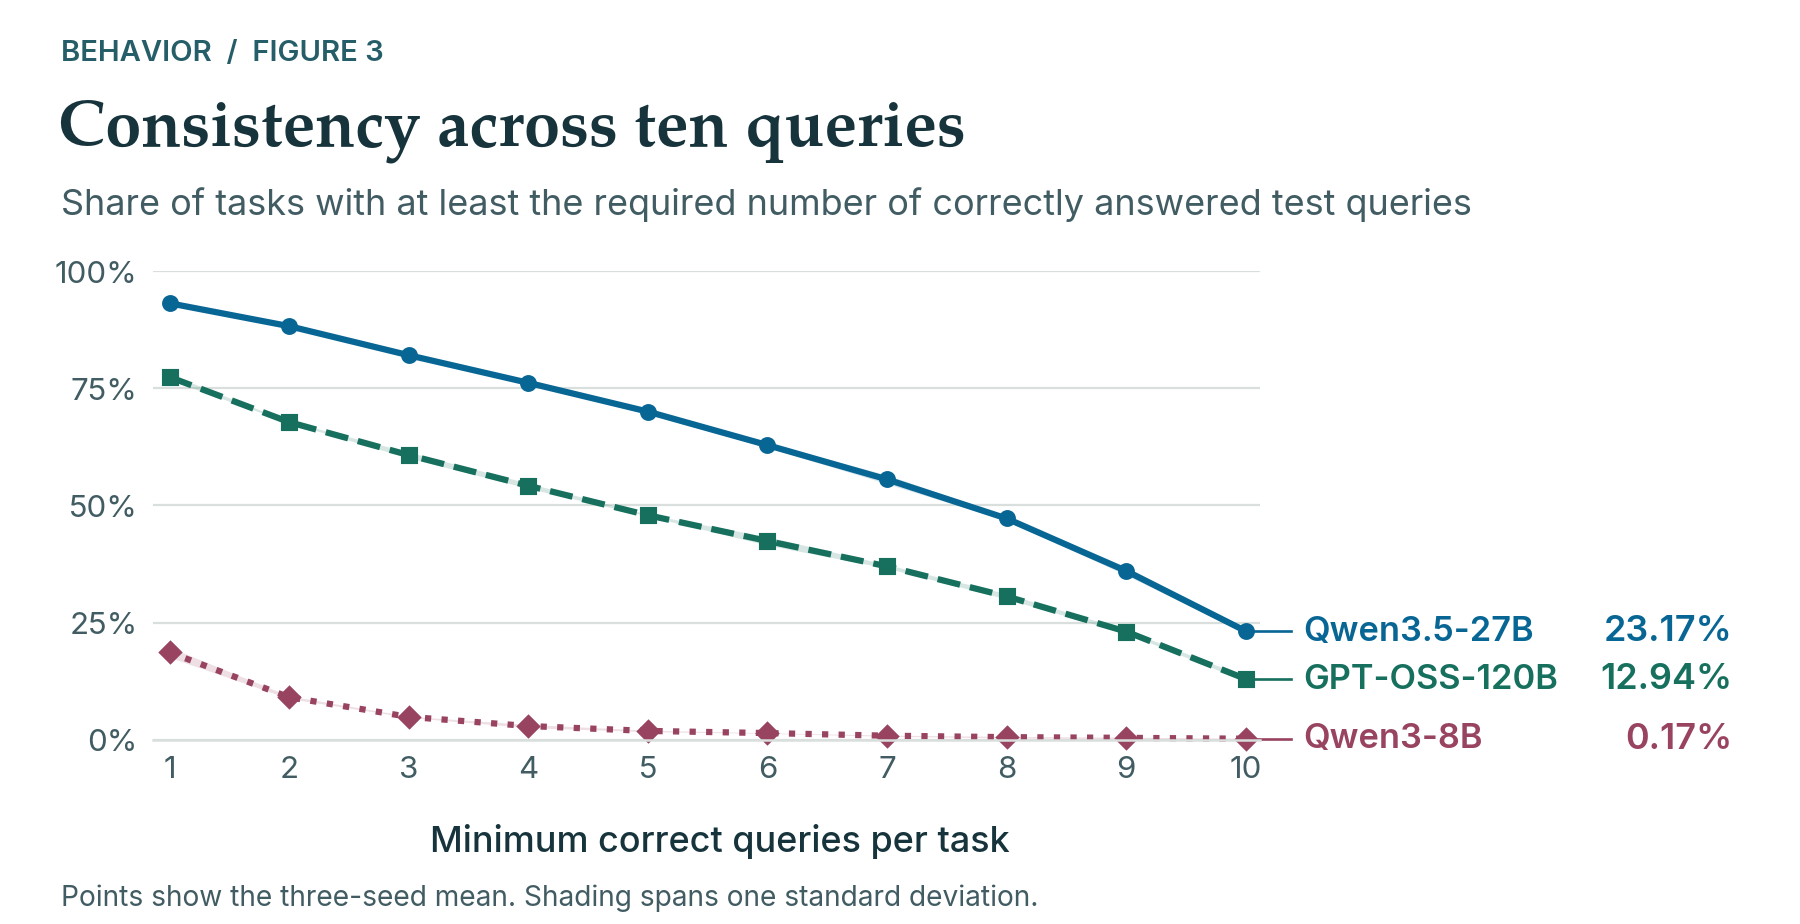 BEHAVIOR / FIGURE 3
Consistency across ten queries
Share of tasks with at least the required number of correctly answered test queries
100%
75%
50%
25%
0%
1 2 3 4 5 6 7 8 9 10
Qwen3.5-27B 23.17%
GPT-OSS-120B 12.94%
Qwen3-8B 0.17%
Minimum correct queries per task
Points show the three-seed mean. Shading spans one standard deviation.